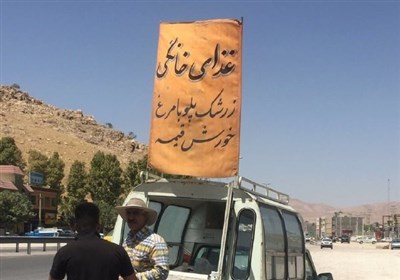 غذای خانگی
زرشک پلو با مرغ
خورش قیمه